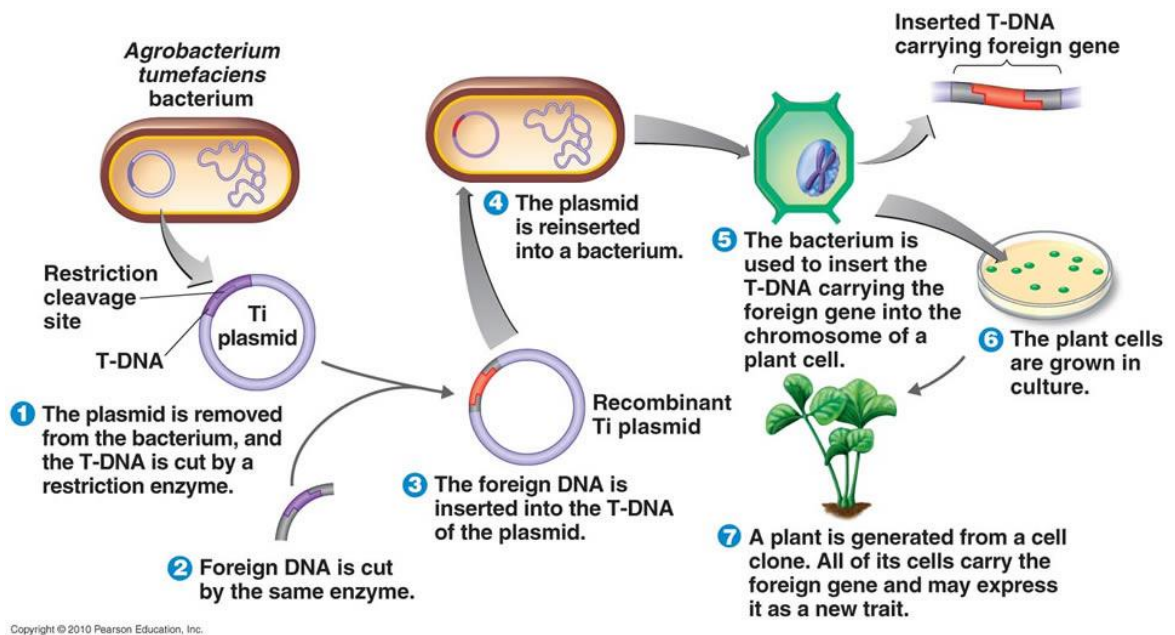 Agrobacterium
tumefaciens
bacterium
Restriction
cleavage
site
T-DNA
Ti
plasmid
1 The plasmid is removed
from the bacterium, and
the T-DNA is cut by a
restriction enzyme.
2 Foreign DNA is cut
by the same enzyme.
Recombinant
Ti plasmid
3 The foreign DNA is
inserted into the T-DNA
of the plasmid.
4 The plasmid
is reinserted
into a bacterium.
5 The bacterium is
used to insert the
T-DNA carrying the
foreign gene into the
chromosome of a
plant cell.
Inserted T-DNA
carrying foreign gene
6 The plant cells
are grown in
culture.
7 A plant is generated from a cell
clone. All of its cells carry the
foreign gene and may express
it as a new trait.
Copyright © 2010 Pearson Education, Inc.